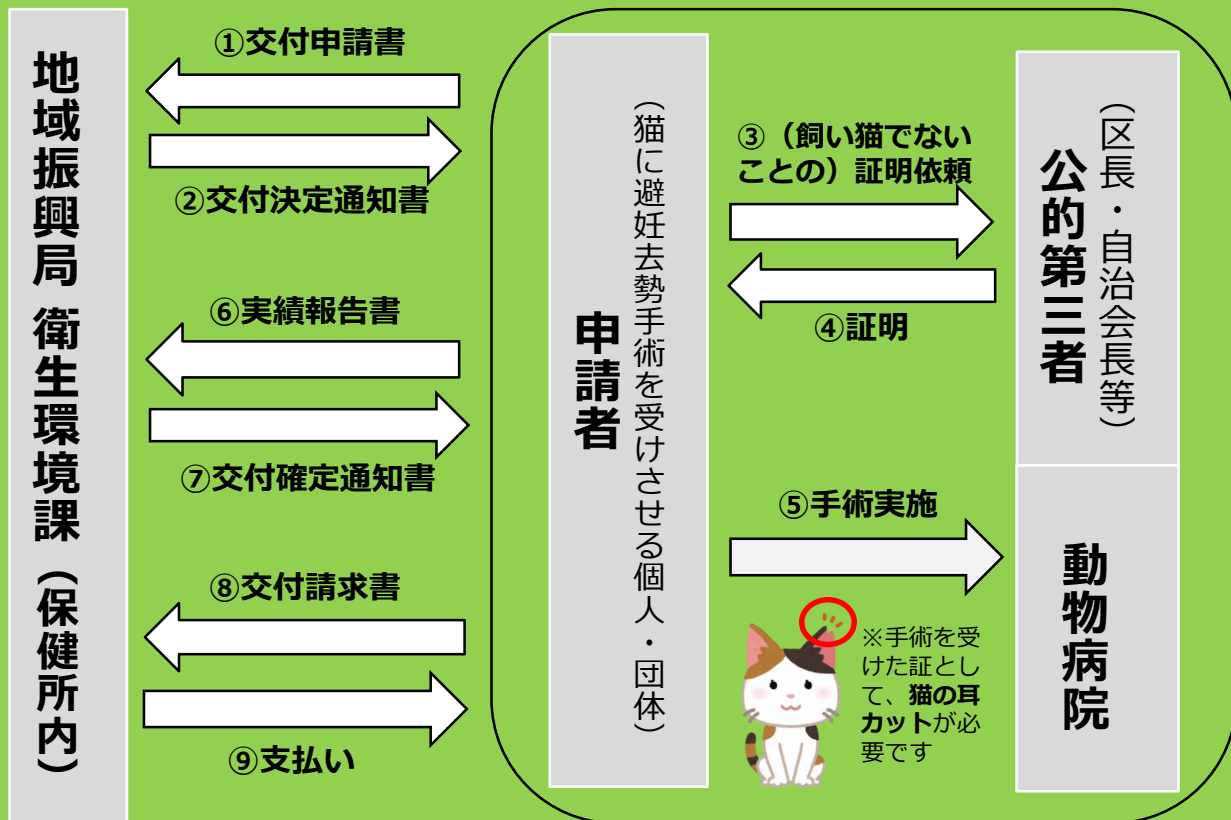 地域振興局 衛生環境課（保健所内）
①交付申請書
②交付決定通知書
⑥実績報告書
⑦交付確定通知書
⑧交付請求書
⑨支払い
申請者
（猫に避妊去勢手術を受けさせる個人・団体）
③（飼い猫でない
ことの）証明依頼
④証明
⑤手術実施
※手術を受
けた証とし
て、猫の耳
カットが必
要です
公的第三者
（区長・自治会長等）
動物病院